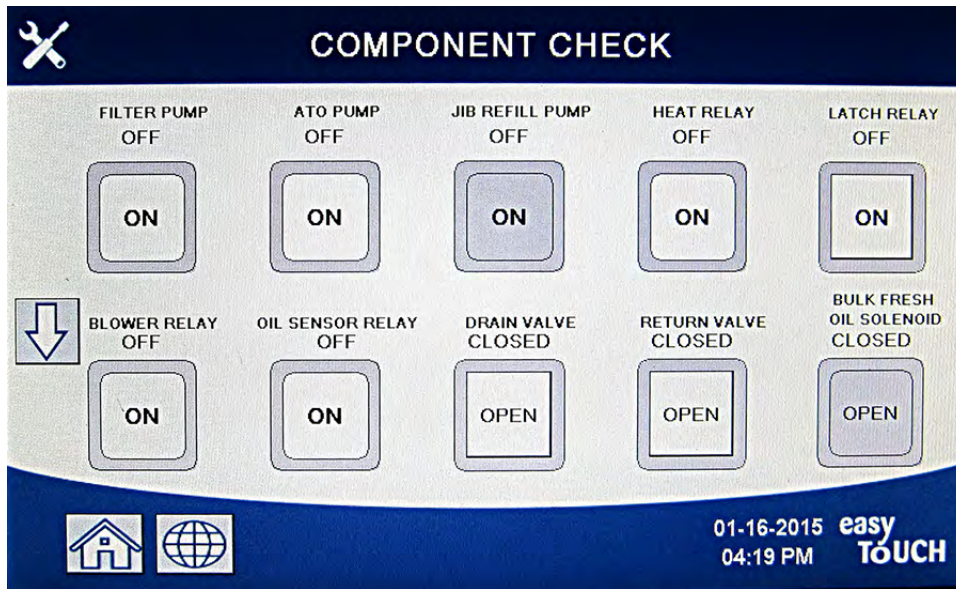 COMPONENT CHECK
FILTER PUMP
OFF
ON
ATO PUMP
OFF
ON
JIB REFILL PUMP
OFF
ON
HEAT RELAY
OFF
ON
LATCH RELAY
OFF
ON
BLOWER RELAY
OFF
ON
OIL SENSOR RELAY
OFF
ON
DRAIN VALVE
CLOSED
OPEN
RETURN VALVE
CLOSED
OPEN
BULK FRESH
OIL SOLENOID
CLOSED
OPEN
01-16-2015
04:19 PM
easy
ToUCH